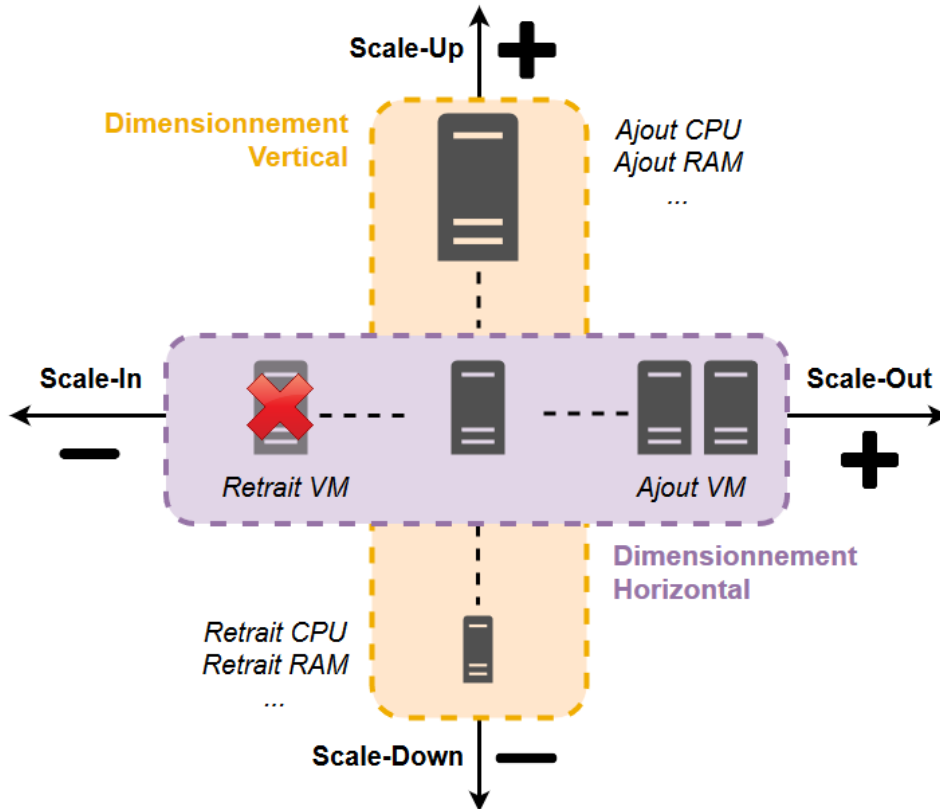 Scale-Up
Dimensionnement
Vertical
Ajout CPU
Ajout RAM
...
Scale-In
Scale-Out
Retrait VM
Ajout VM
Dimensionnement
Horizontal
Retrait CPU
Retrait RAM
...
Scale-Down